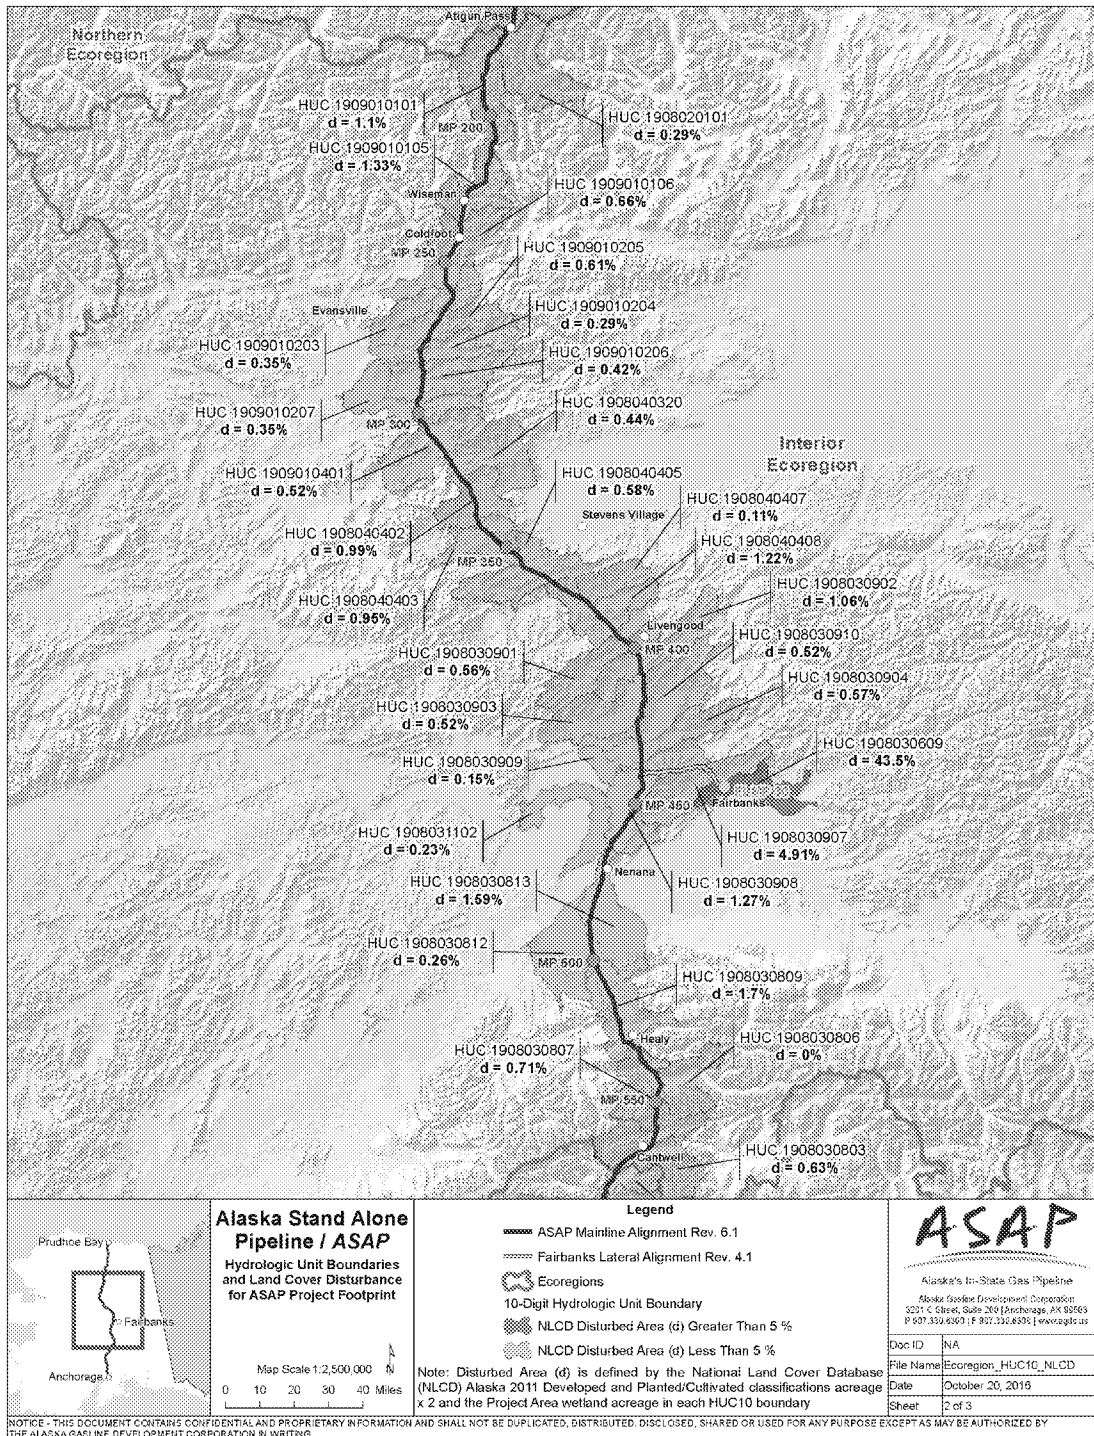 Atigun Pass
Northern
Ecoregion
HUC 1909010101
d = 1.1%
HUC 1908020101
d = 0.29%
MP 200
HUC 1909010105
d = 1.33%
HUC 1909010106
d = 0.66%
Wiseman
Coldfoot
MP 250
HUC 1909010205
d = 0.61%
Evansville
HUC 1909010204
d = 0.29%
HUC 1909010203
d = 0.35%
HUC 1909010206
d = 0.42%
HUC 1909010207
d = 0.35%
MP 300
HUC 1908040320
d = 0.44%
Interior
Ecoregion
HUC 1909010401
d = 0.52%
HUC 1908040405
d = 0.58%
Stevens Village
HUC 1908040407
d = 0.11%
HUC 1908040402
d = 0.99%
HUC 1908040408
d = 1.22%
MP 350
HUC 1908030902
d = 1.06%
HUC 1908040403
d = 0.95%
Livengood
MP 400
HUC 1908030910
d = 0.52%
HUC 1908030901
d = 0.56%
HUC 1908030904
d = 0.57%
HUC 1908030903
d = 0.52%
HUC 1908030609
d = 43.5%
HUC 1908030909
d = 0.15%
MP 450
Fairbanks
HUC 1908031102
d = 0.23%
HUC 1908030907
d = 4.91%
Nenana
HUC 1908030813
d = 1.59%
HUC 1908030908
d = 1.27%
HUC 1908030812
d = 0.26%
MP 500
HUC 1908030809
d = 1.7%
Healy
HUC 1908030807
d = 0.71%
HUC 1908030806
d = 0%
MP 550
Cantwell
HUC 1908030803
d = 0.63%
Prudhoe Bay
Fairbanks
Anchorage
Alaska Stand Alone
Pipeline / ASAP
Hydrologic Unit Boundaries
and Land Cover Disturbance
for ASAP Project Footprint
N
Map Scale 1:2,500,000
0 10 20 30 40 Miles
Legend
ASAP Mainline Alignment Rev. 6.1
Fairbanks Lateral Alignment Rev. 4.1
Ecoregions
10-Digit Hydrologic Unit Boundary
NLCD Disturbed Area (d) Greater Than 5 %
NLCD Disturbed Area (d) Less Than 5 %
Note: Disturbed Area (d) is defined by the National Land Cover Database
(NLCD) Alaska 2011 Developed and Planted/Cultivated classifications acreage
x 2 and the Project Area wetland acreage in each HUC10 boundary
ASAP
Alaska's In-State Gas Pipeline
Alaska Gasline Development Corporation
3201 C Street, Suite 200 | Anchorage, AK 99503
Doc ID NA
File Name Ecoregion_HUC10_NLCD
Date October 20, 2016
Sheet 2 of 3
NOTICE - THIS DOCUMENT CONTAINS CONFIDENTIAL AND PROPRIETARY INFORMATION AND SHALL NOT BE DUPLICATED, DISTRIBUTED, DISCLOSED, SHARED OR USED FOR ANY PURPOSE EXCEPT AS MAY BE AUTHORIZED BY
THE ALASKA GASLINE DEVELOPMENT CORPORATION IN WRITING